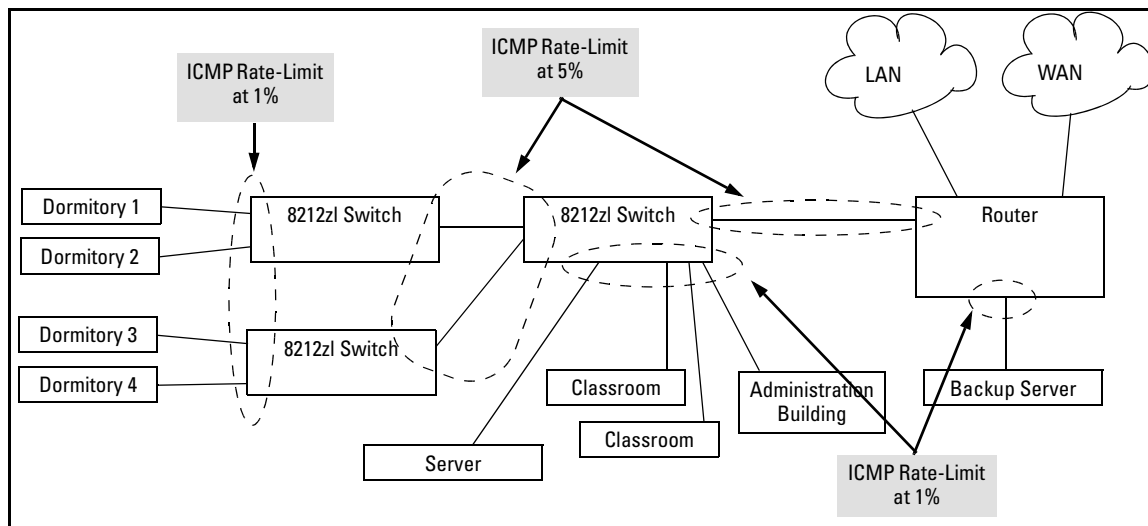 ICMP Rate-Limit
at 1%
ICMP Rate-Limit
at 5%
LAN
WAN
Dormitory 1
Dormitory 2
8212zl Switch
8212zl Switch
Router
Dormitory 3
Dormitory 4
8212zl Switch
Classroom
Administration
Building
Backup Server
Classroom
Server
ICMP Rate-Limit
at 1%